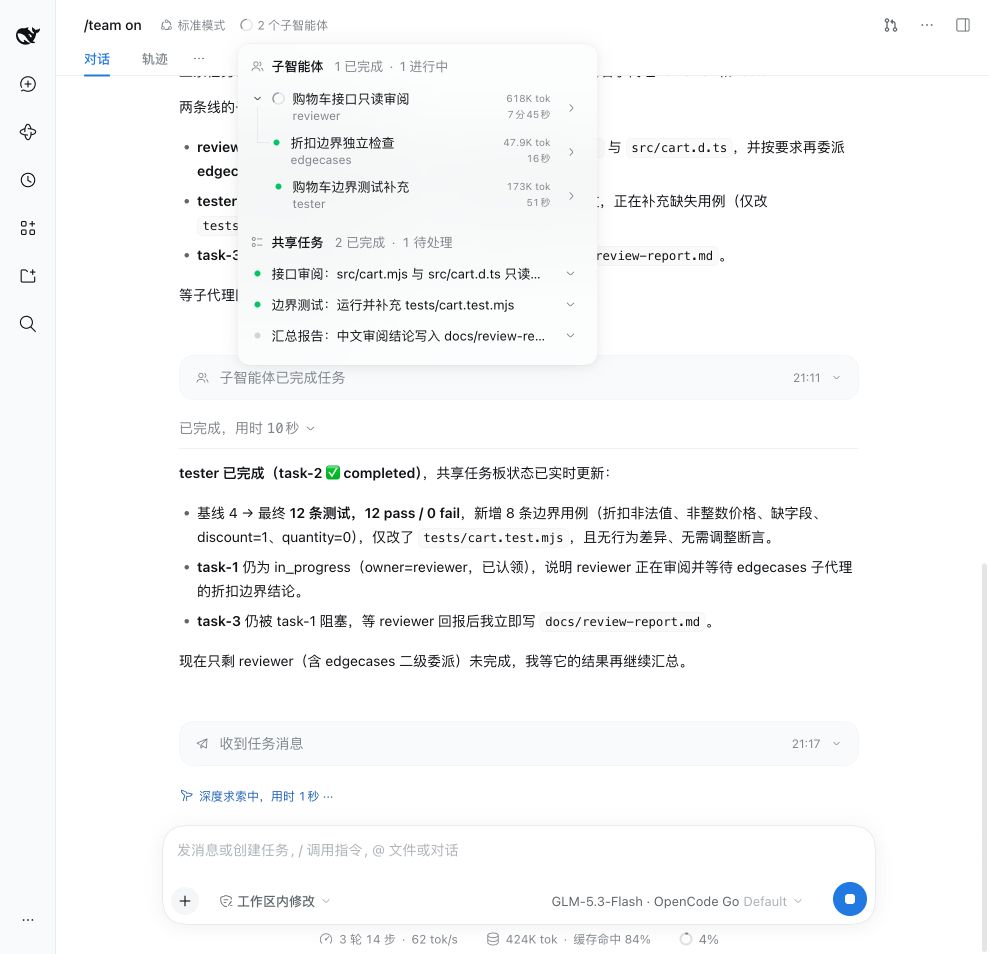 /team on
标准模式
2 个子智能体
对话
轨迹
子智能体 1 已完成 · 1 进行中
购物车接口只读审阅
reviewer
618K tok
7分45秒
折扣边界独立检查
edgecases
47.9K tok
16秒
购物车边界测试补充
tester
173K tok
51秒
共享任务 2 已完成 · 1 待处理
接口审阅：src/cart.mjs 与 src/cart.d.ts 只读...
边界测试：运行并补充 tests/cart.test.mjs
汇总报告：中文审阅结论写入 docs/review-re...
两条线的
review 与 src/cart.d.ts ，并按要求再委派
edgec
tester ，正在补充缺失用例（仅改
tests
task-3 review-report.md 。
等子代理
子智能体已完成任务 21:11
已完成，用时 10秒
tester 已完成（task-2 ✅ completed），共享任务板状态已实时更新：
• 基线 4 → 最终 12 条测试，12 pass / 0 fail，新增 8 条边界用例（折扣非法值、非整数价格、缺字段、
discount=1、quantity=0），仅改了 tests/cart.test.mjs ，且无行为差异、无需调整断言。
• task-1 仍为 in_progress（owner=reviewer，已认领），说明 reviewer 正在审阅并等待 edgecases 子代理
的折扣边界结论。
• task-3 仍被 task-1 阻塞，等 reviewer 回报后我立即写 docs/review-report.md 。
现在只剩 reviewer（含 edgecases 二级委派）未完成，我等它的结果再继续汇总。
收到任务消息 21:17
深度求索中，用时 1秒 ···
发消息或创建任务, / 调用指令, @ 文件或对话
工作区内修改
GLM-5.3-Flash · OpenCode Go Default
3 轮 14 步 · 62 tok/s
424K tok · 缓存命中 84%
4%